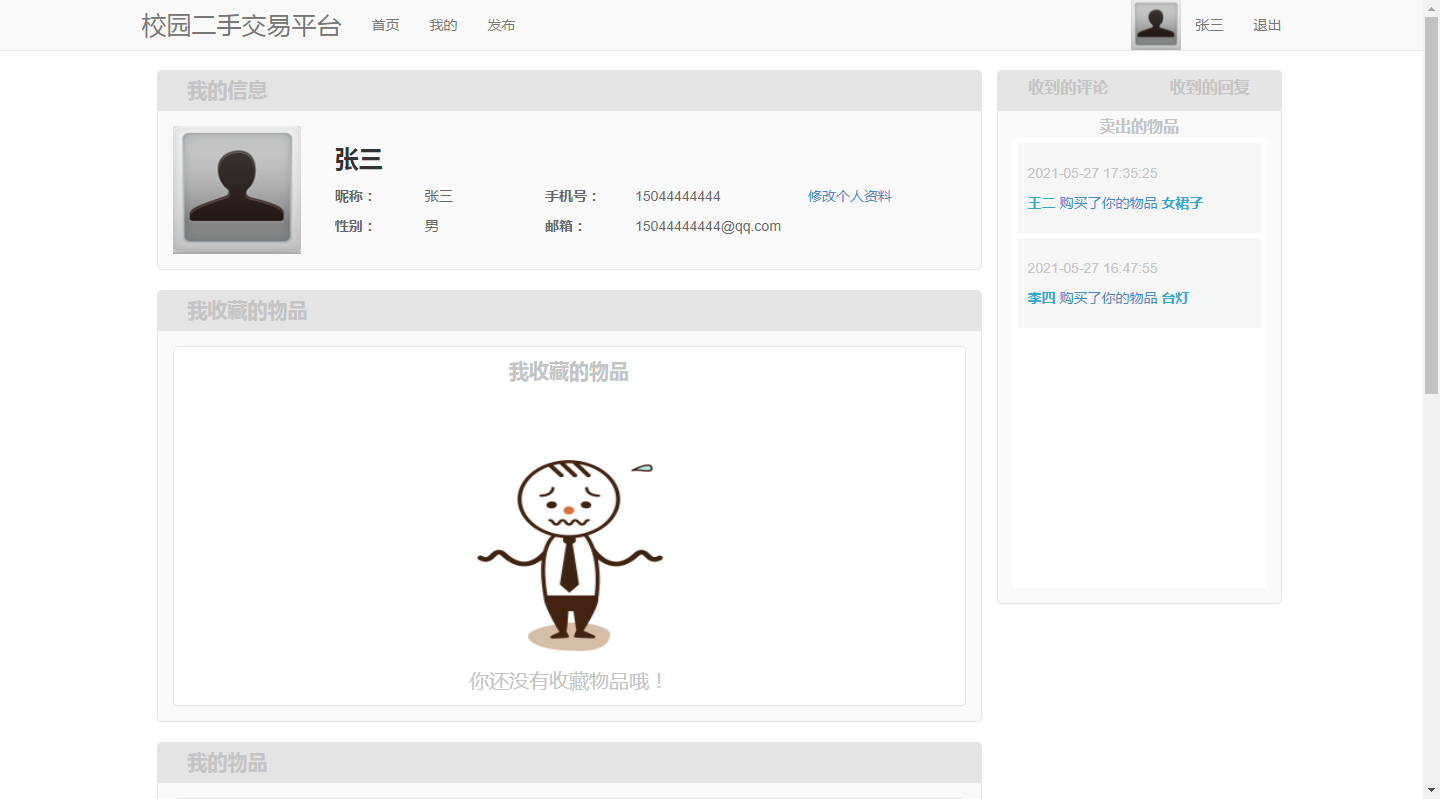 校园二手交易平台 首页 我的 发布 张三 退出
我的信息
张三
昵称： 张三 手机号： 15044444444 修改个人资料
性别： 男 邮箱： 15044444444@qq.com
我收藏的物品
我收藏的物品
你还没有收藏物品哦！
我的物品
收到的评论 收到的回复
卖出的物品
2021-05-27 17:35:25
王二 购买了你的物品 女裙子
2021-05-27 16:47:55
李四 购买了你的物品 台灯